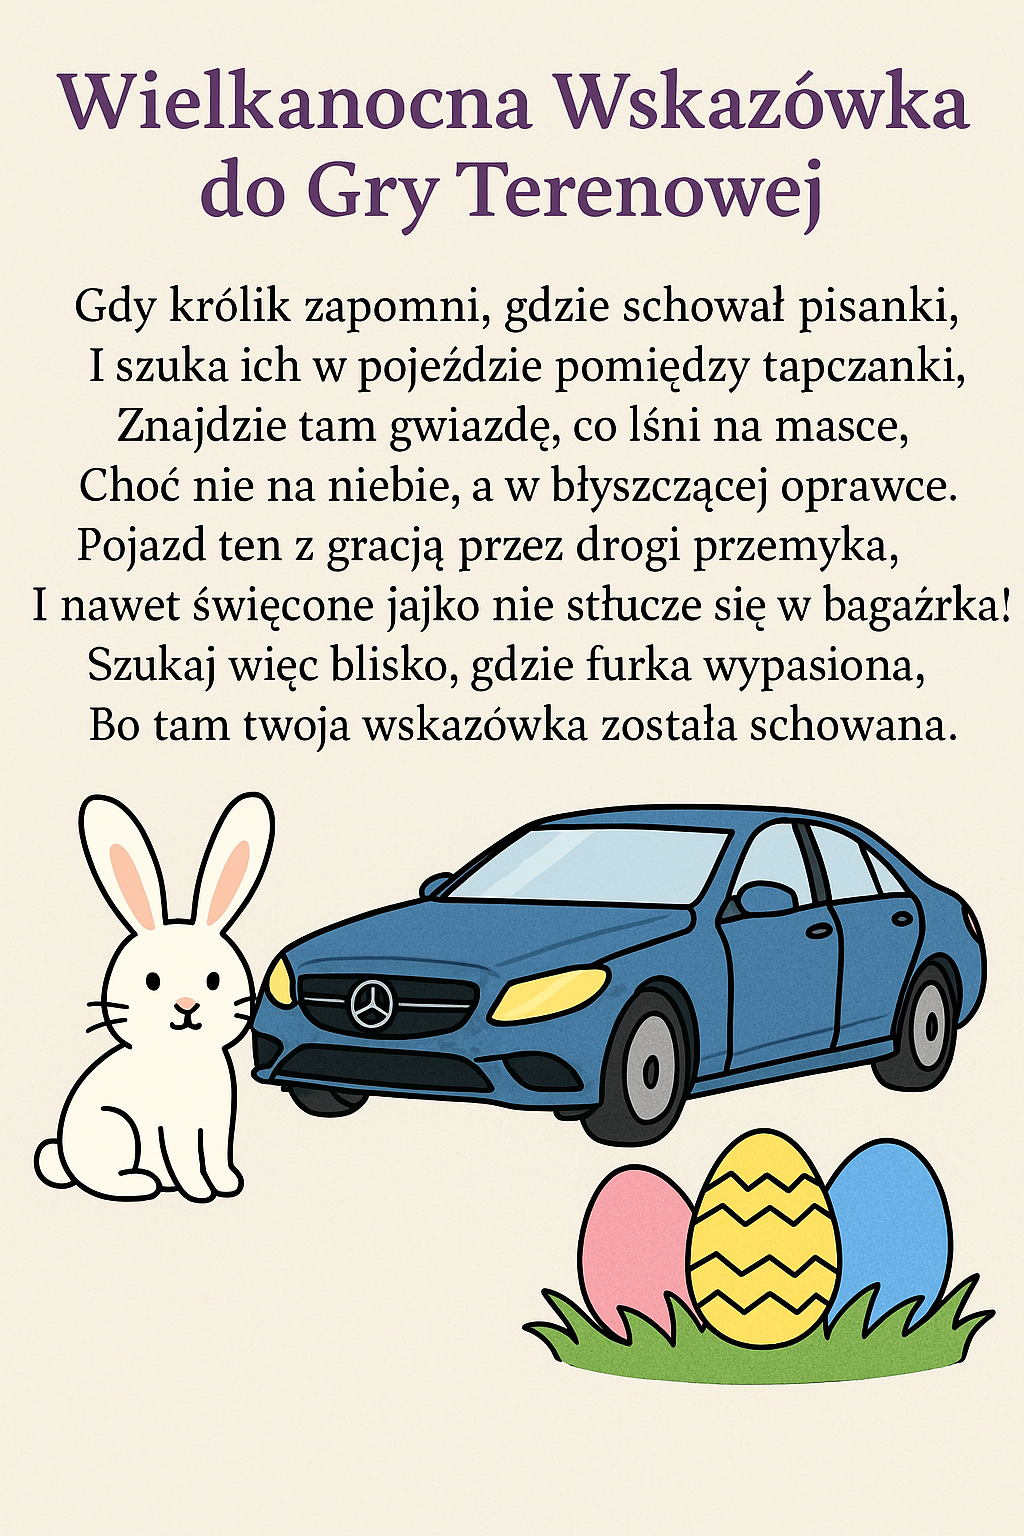 Wielkanocna Wskazówka
do Gry Terenowej
Gdy królik zapomni, gdzie schował pisanki,
I szuka ich w pojeździe pomiędzy tapczanki,
Znajdzie tam gwiazdę, co lśni na masce,
Choć nie na niebie, a w błyszczącej oprawce.
Pojazd ten z gracją przez drogi przemyka,
I nawet święcone jajko nie stłucze się w bagaźrka!
Szukaj więc blisko, gdzie furka wypasiona,
Bo tam twoja wskazówka została schowana.